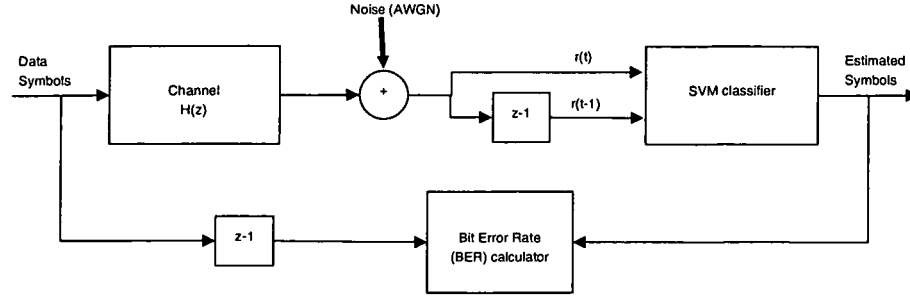 Noise (AWGN)
Data
Symbols
Channel
H(z)
+
r(t)
z-1
r(t-1)
SVM classifier
Estimated
Symbols
z-1
Bit Error Rate
(BER) calculator